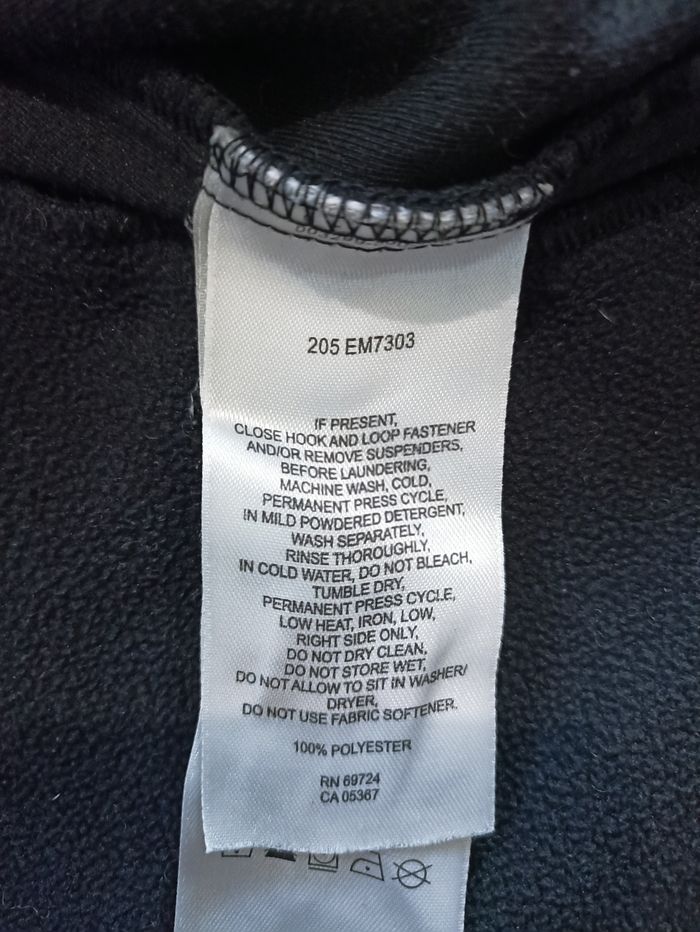 205 EM7303
IF PRESENT,
CLOSE HOOK AND LOOP FASTENER
AND/OR REMOVE SUSPENDERS,
BEFORE LAUNDERING,
MACHINE WASH, COLD,
PERMANENT PRESS CYCLE,
IN MILD POWDERED DETERGENT,
WASH SEPARATELY,
RINSE THOROUGHLY,
IN COLD WATER, DO NOT BLEACH,
TUMBLE DRY,
PERMANENT PRESS CYCLE,
LOW HEAT, IRON, LOW,
RIGHT SIDE ONLY,
DO NOT DRY CLEAN,
DO NOT STORE WET,
DO NOT ALLOW TO SIT IN WASHER/
DRYER,
DO NOT USE FABRIC SOFTENER.
100% POLYESTER
RN 69724
CA 05367